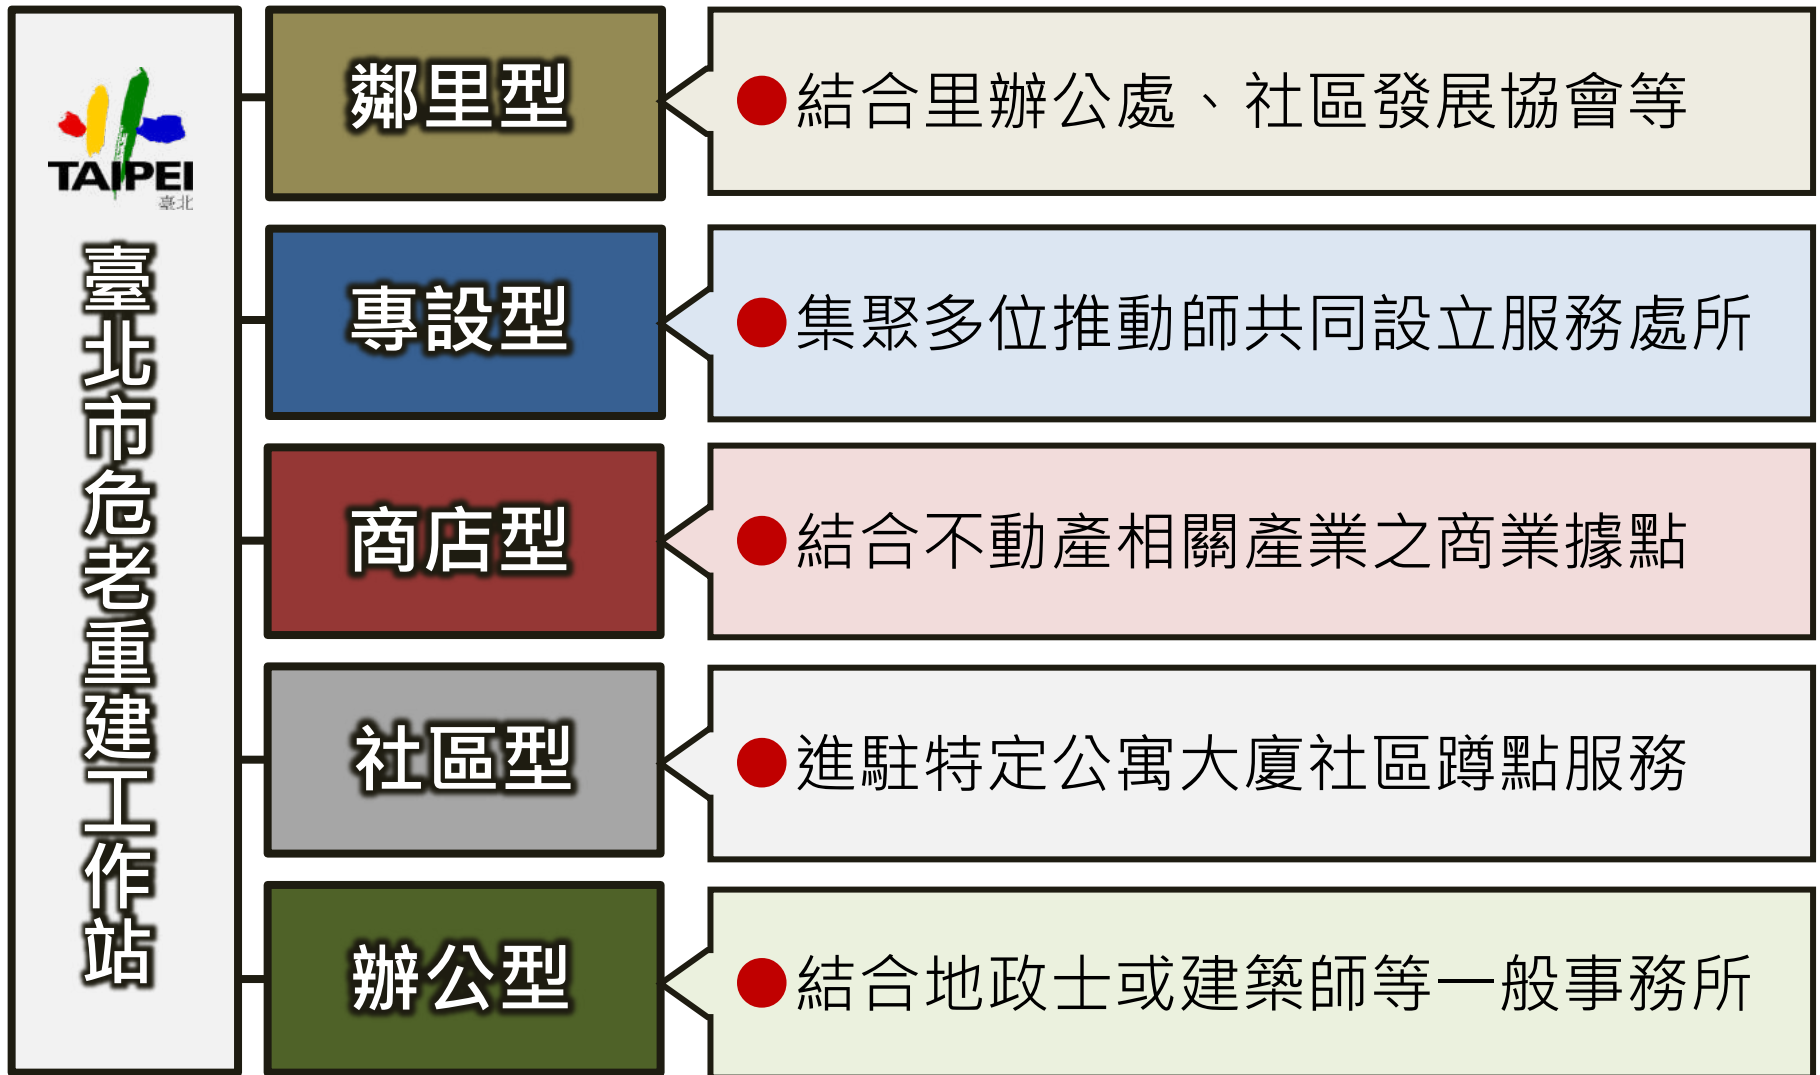 TAIPEI
臺北
臺北市危老重建工作站
鄰里型
結合里辦公處、社區發展協會等
專設型
集聚多位推動師共同設立服務處所
商店型
結合不動產相關產業之商業據點
社區型
進駐特定公寓大廈社區蹲點服務
辦公型
結合地政士或建築師等一般事務所